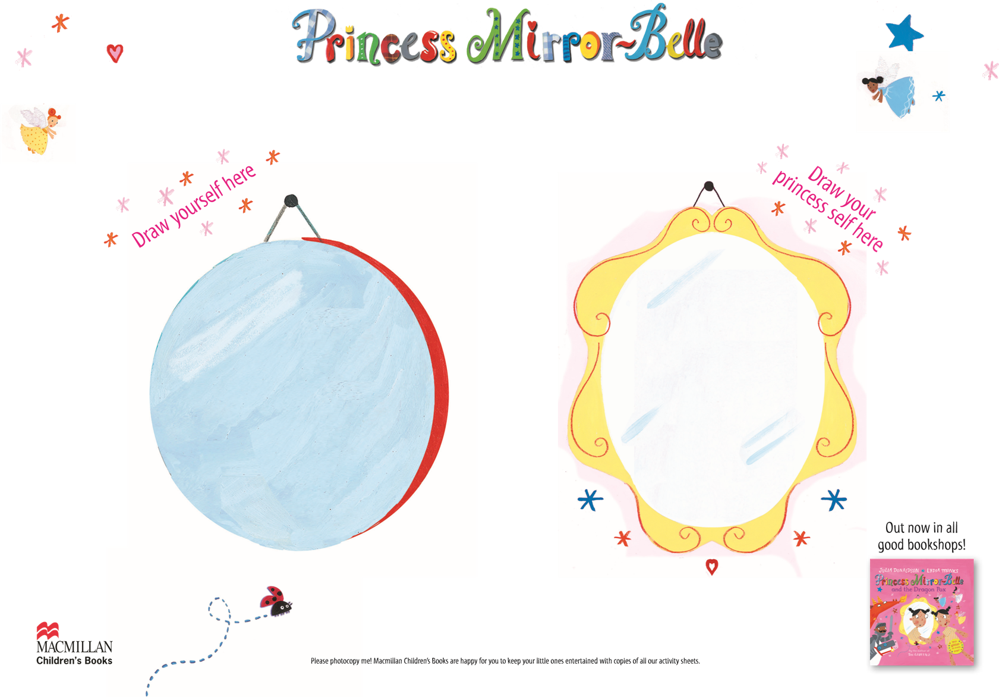 Princess Mirror-Belle
Draw yourself here
Draw your
princess self here
Out now in all
good bookshops!
JULIA DONALDSON LYDIA MONKS
Princess Mirror-Belle
and the Dragon Pox
MACMILLAN
Children's Books
Please photocopy me! Macmillan Children's Books are happy for you to keep your little ones entertained with copies of all our activity sheets.